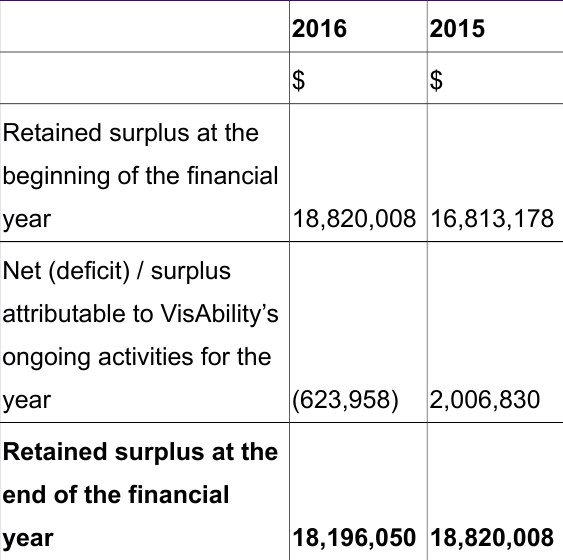 2016 2015
$ $
Retained surplus at the
beginning of the financial
year 18,820,008 16,813,178
Net (deficit) / surplus
attributable to VisAbility’s
ongoing activities for the
year (623,958) 2,006,830
Retained surplus at the
end of the financial
year 18,196,050 18,820,008